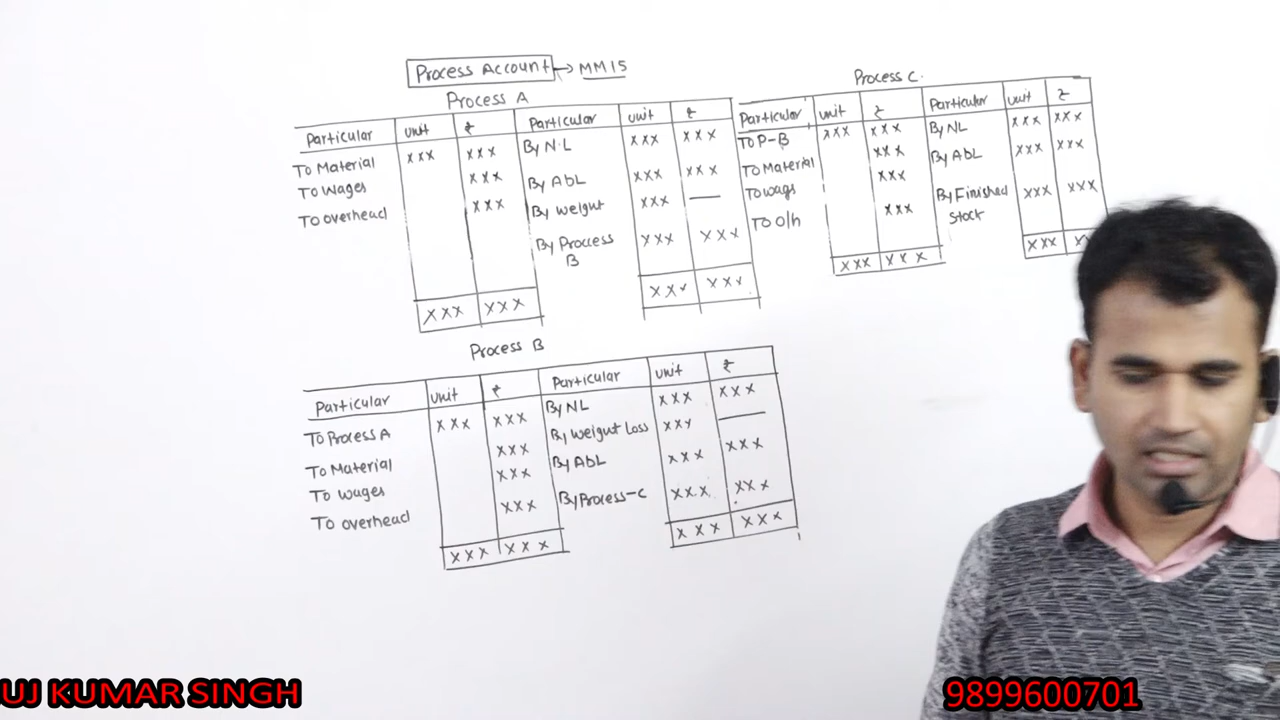 Process Account → MM15
Process A
Particular unit ₹ Particular unit ₹
To Material xxx xxx By N.L xxx xxx
To Wages xxx By AbL xxx xxx
To overhead xxx By weight xxx —
By Proccess B xxx xxx
xxx xxx xxx xxx
Process B
Particular unit ₹ Particular unit ₹
To Process A xxx xxx By NL xxx xxx
To Material xxx By weight Loss xxx —
To wages xxx By AbL xxx xxx
To overhead xxx By Process-C xxx xxx
xxx xxx xxx xxx
Process C.
Particular unit ₹ Particular unit ₹
To P-B xxx xxx By NL xxx xxx
To Material xxx By AbL xxx xxx
To wags xxx By Finished Stock xxx xxx
To O/h xxx
xxx xxx xxx
UJ KUMAR SINGH
9899600701